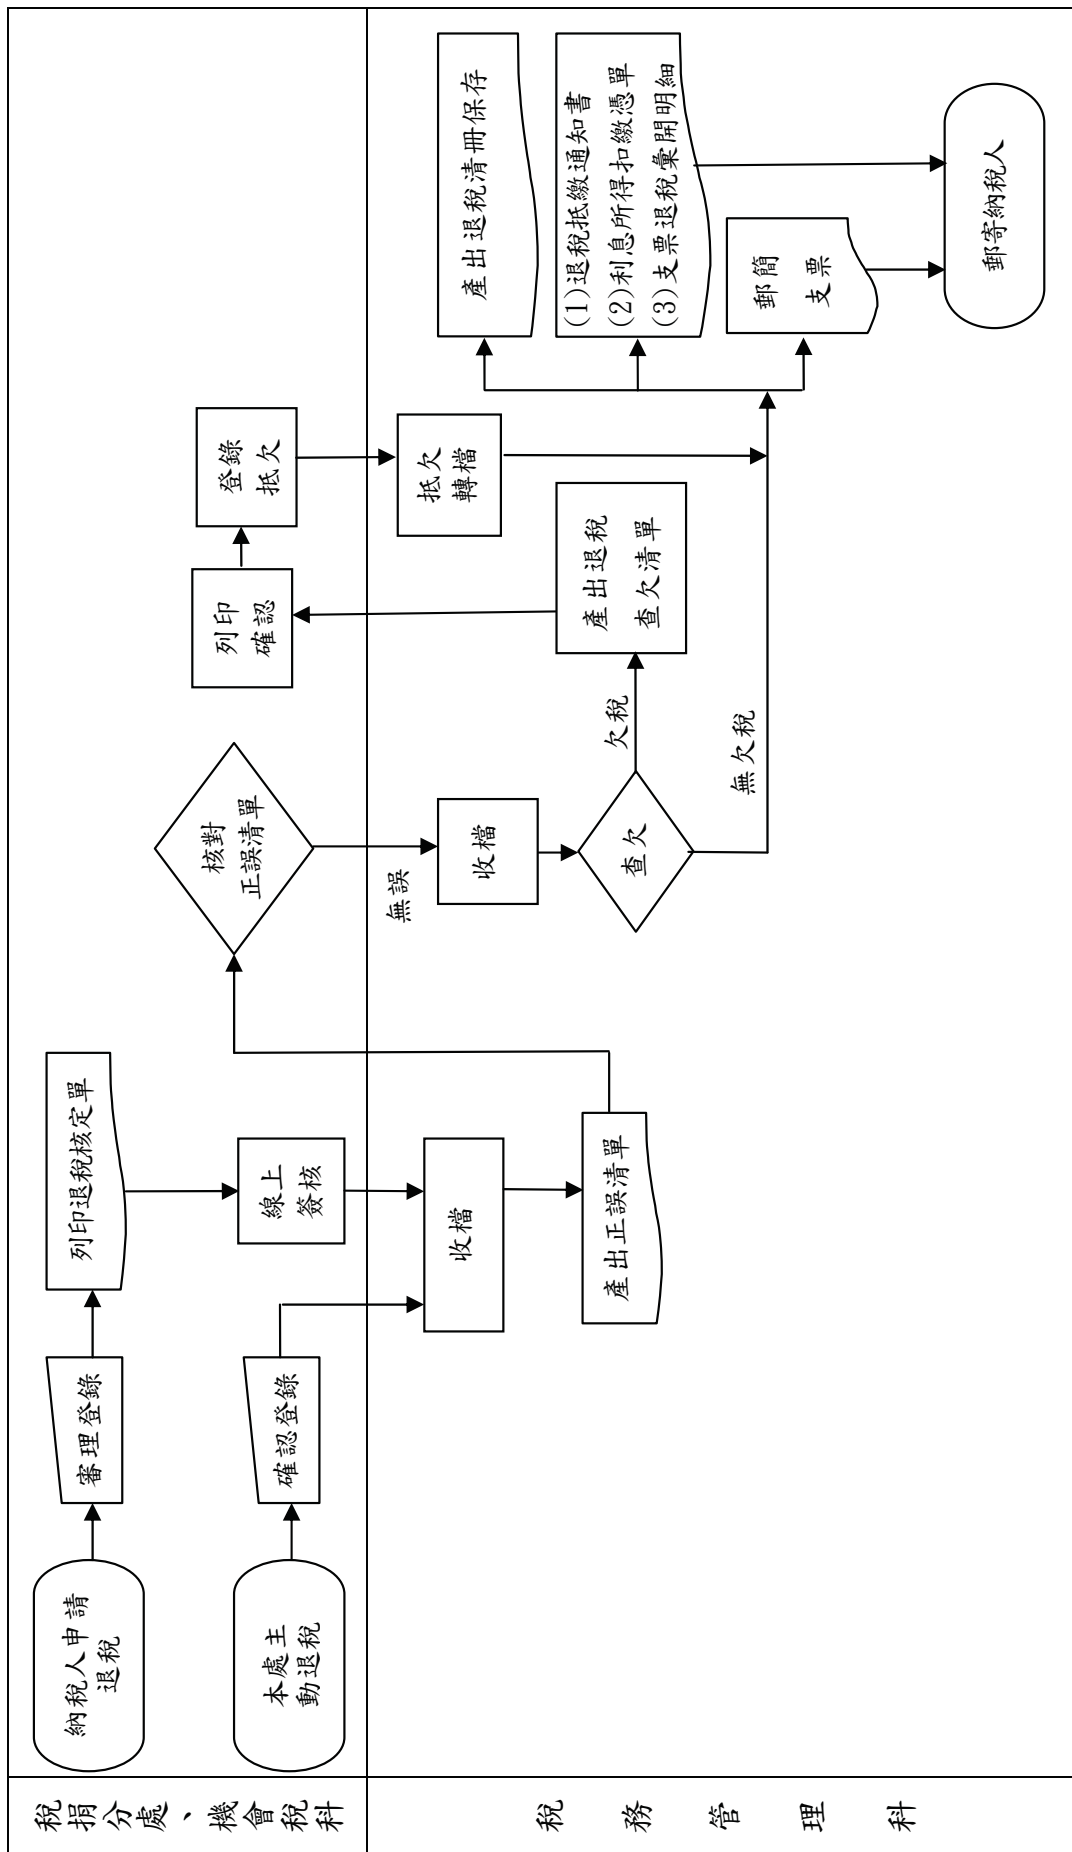 稅捐分處、機會稅科
納稅人申請
退稅
審理登錄
列印退稅核定單
線上
簽核
本處主
動退稅
確認登錄
核對
正誤清單
列印
確認
登錄
抵欠
稅務管理科
收檔
產出正誤清單
無誤
收檔
查欠
欠稅
無欠稅
產出退稅
查欠清單
抵欠
轉檔
產出退稅清冊保存
(1)退稅抵繳通知書
(2)利息所得扣繳憑單
(3)支票退稅彙開明細
郵簡
支票
郵寄納稅人